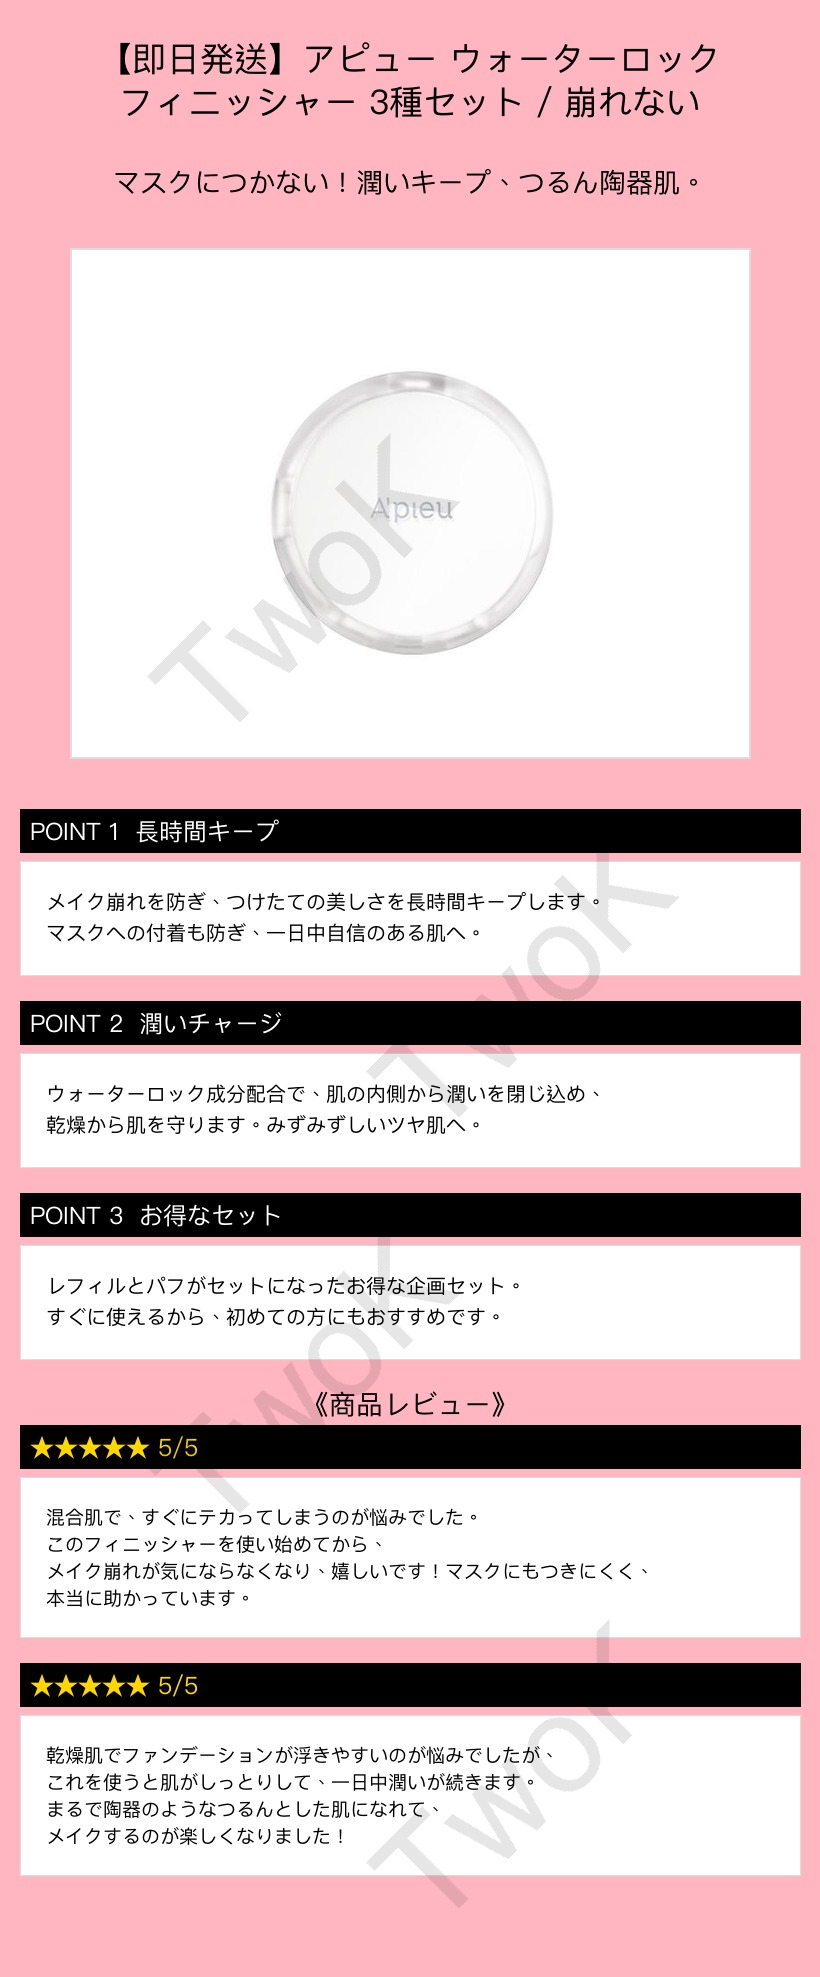 【即日発送】アピュー ウォーターロック
フィニッシャー 3種セット / 崩れない
マスクにつかない！潤いキープ、つるん陶器肌。
A'pieu
TwoK
POINT 1 長時間キープ
メイク崩れを防ぎ、つけたての美しさを長時間キープします。
マスクへの付着も防ぎ、一日中自信のある肌へ。
TwoK
POINT 2 潤いチャージ
ウォーターロック成分配合で、肌の内側から潤いを閉じ込め、
乾燥から肌を守ります。みずみずしいツヤ肌へ。
POINT 3 お得なセット
レフィルとパフがセットになったお得な企画セット。
すぐに使えるから、初めての方にもおすすめです。
TwoK
《商品レビュー》
★★★★★ 5/5
混合肌で、すぐにテカってしまうのが悩みでした。
このフィニッシャーを使い始めてから、
メイク崩れが気にならなくなり、嬉しいです！マスクにもつきにくく、
本当に助かっています。
★★★★★ 5/5
乾燥肌でファンデーションが浮きやすいのが悩みでしたが、
これを使うと肌がしっとりして、一日中潤いが続きます。
まるで陶器のようなつるんとした肌になれて、
メイクするのが楽しくなりました！
TwoK